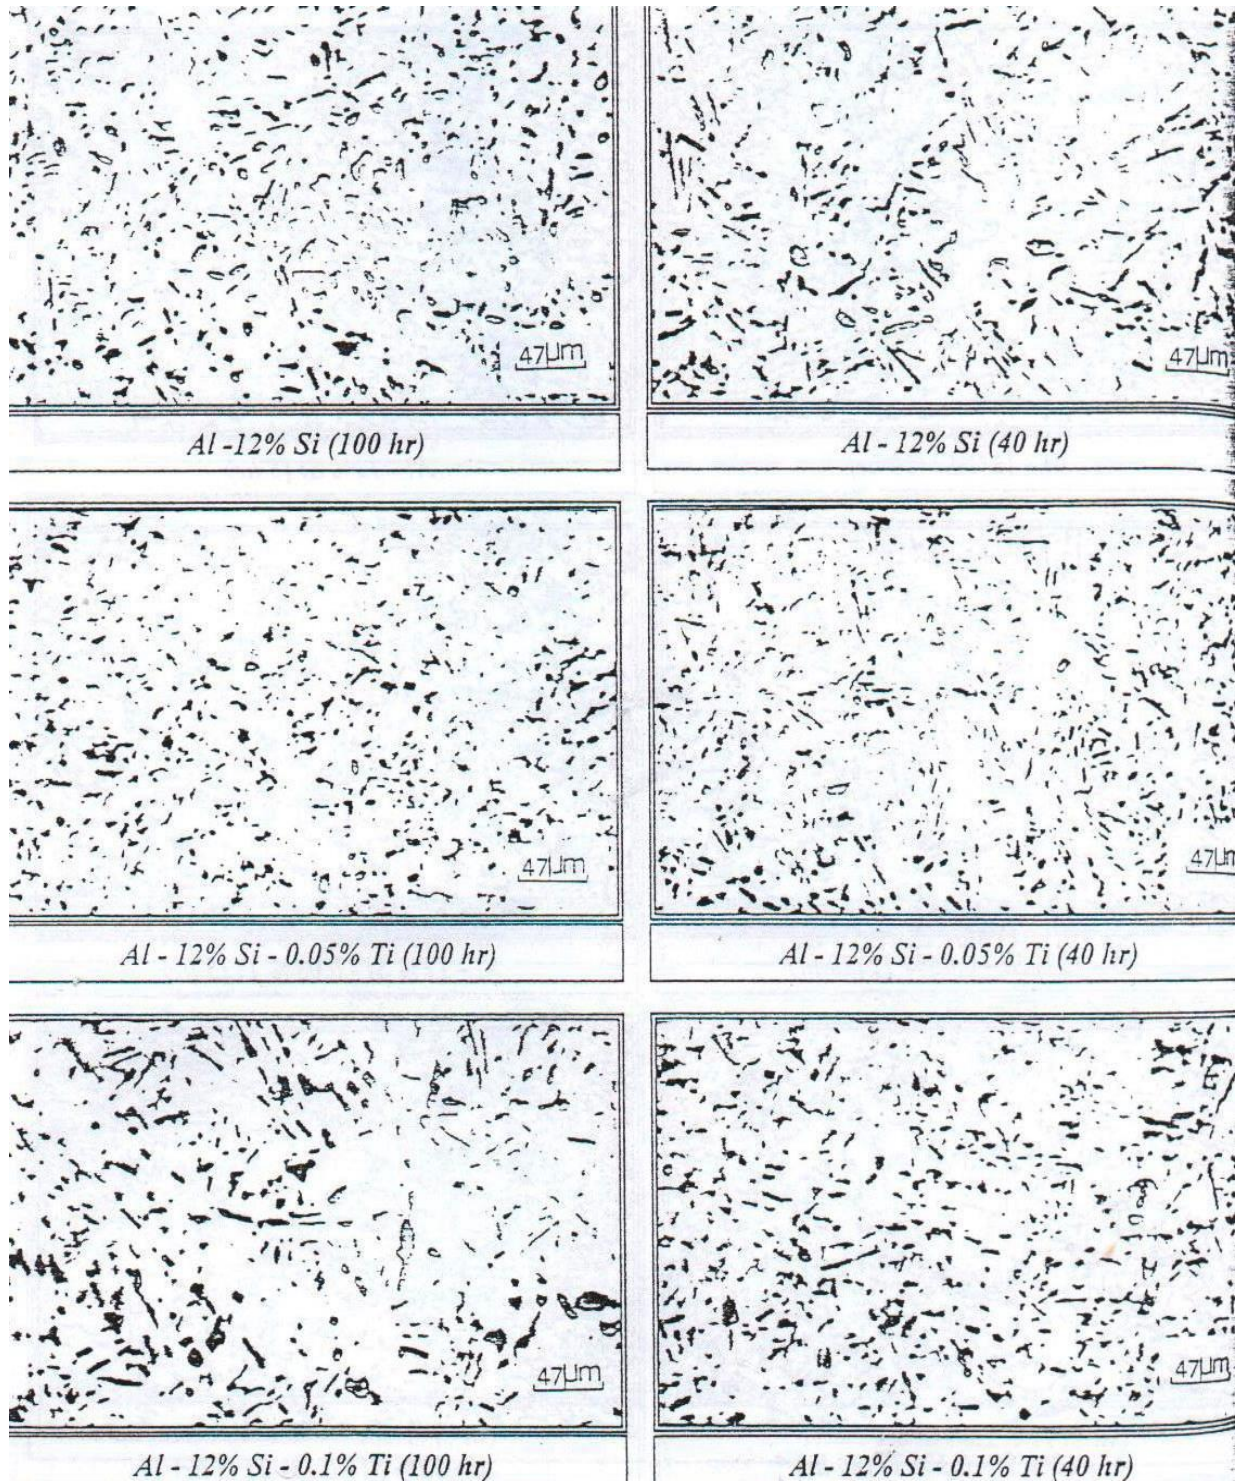 47µm 47µm
Al -12% Si (100 hr) Al - 12% Si (40 hr)
47µm 47µm
Al - 12% Si - 0.05% Ti (100 hr) Al - 12% Si - 0.05% Ti (40 hr)
47µm 47µm
Al - 12% Si - 0.1% Ti (100 hr) Al - 12% Si - 0.1% Ti (40 hr)